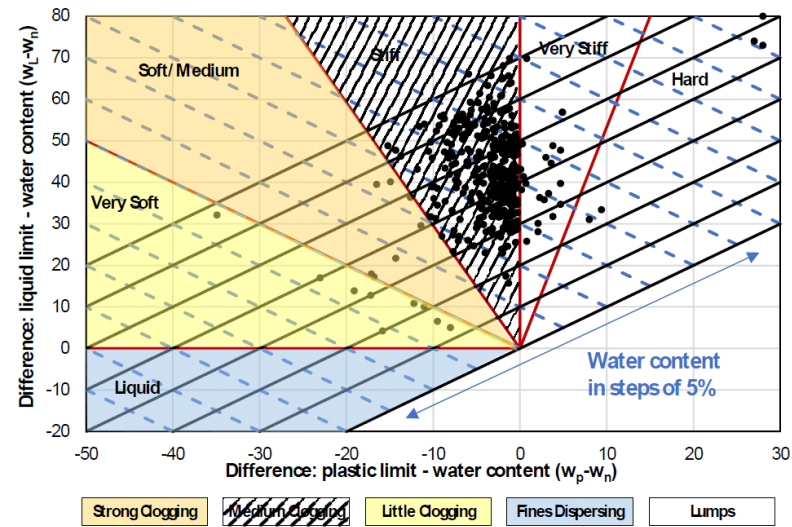 80
70
60
50
40
30
20
10
0
-10
-20
Difference: liquid limit - water content (wL-wn)
Soft/ Medium
Stiff
Very Stiff
Hard
Very Soft
Liquid
Water content
in steps of 5%
-50 -40 -30 -20 -10 0 10 20 30
Difference: plastic limit - water content (wp-wn)
Strong Clogging
Medium Clogging
Little Clogging
Fines Dispersing
Lumps